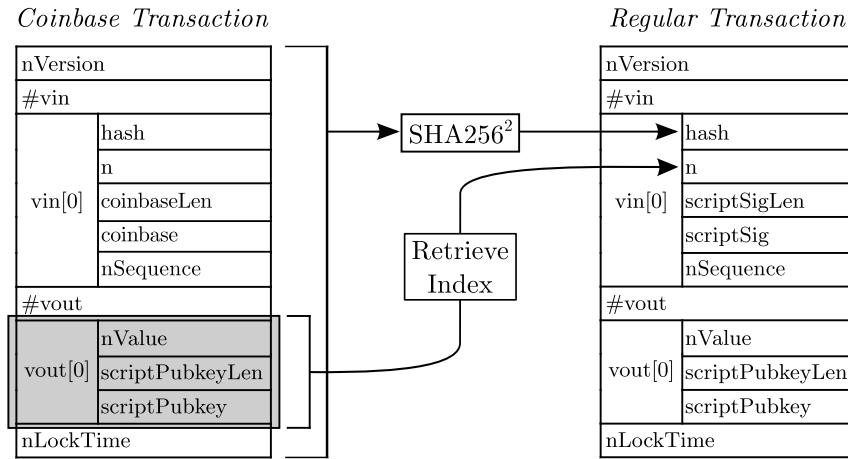 Coinbase Transaction
nVersion
#vin
vin[0]
hash
n
coinbaseLen
coinbase
nSequence
#vout
vout[0]
nValue
scriptPubkeyLen
scriptPubkey
nLockTime
SHA256²
Retrieve
Index
Regular Transaction
nVersion
#vin
vin[0]
hash
n
scriptSigLen
scriptSig
nSequence
#vout
vout[0]
nValue
scriptPubkeyLen
scriptPubkey
nLockTime